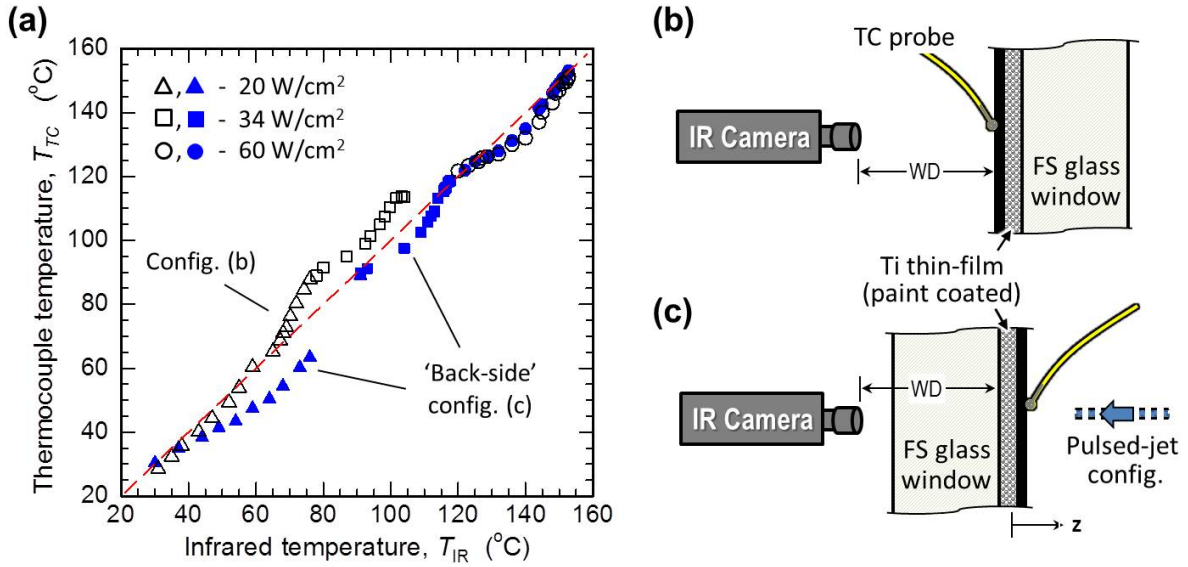 (a)
Thermocouple temperature, T_TC (°C)
160
140
120
100
80
60
40
20
20 40 60 80 100 120 140 160
Infrared temperature, T_IR (°C)
△,▲ - 20 W/cm²
□,■ - 34 W/cm²
○,● - 60 W/cm²
Config. (b)
‘Back-side’
config. (c)
(b)
TC probe
IR Camera
WD
FS glass
window
Ti thin-film
(paint coated)
(c)
IR Camera
WD
FS glass
window
Pulsed-jet
config.
z